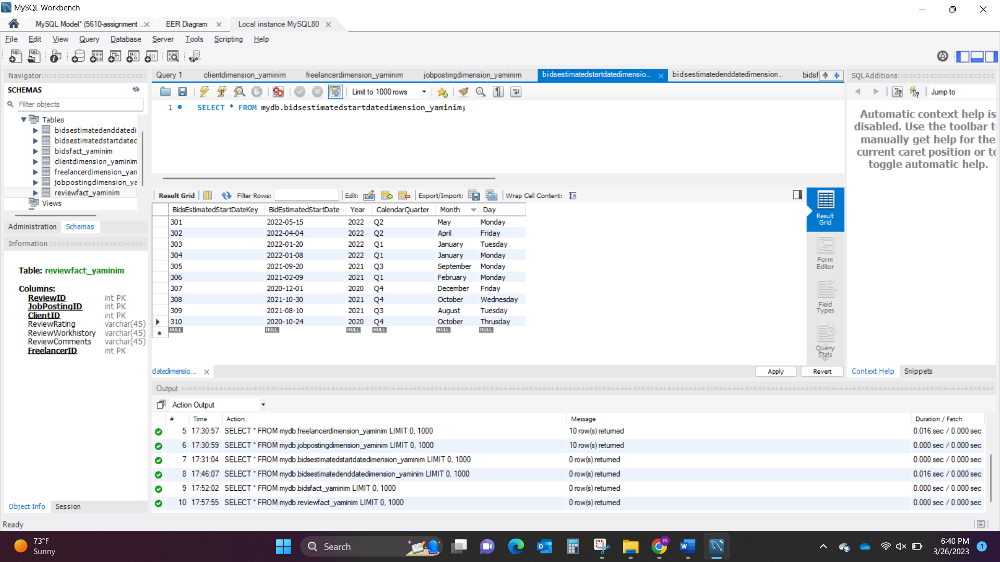 MySQL Workbench
MySQL Model* (5610-assignment ...
EER Diagram
Local instance MySQL80
File Edit View Query Database Server Tools Scripting Help
Navigator
SCHEMAS
Filter objects
Tables
bidsestimatedenddatedi
bidsestimatedstartdatec
bidsfact_yaminim
clientdimension_yaminim
freelancerdimension_yan
jobpostingdimension_ya
reviewfact_yaminim
Views
Administration Schemas
Information
Table: reviewfact_yaminim
Columns:
ReviewID int PK
JobPostingID int PK
ClientID int PK
ReviewRating varchar(45)
ReviewWorkhistory varchar(45)
ReviewComments varchar(45)
FreelancerID int PK
Object Info Session
Query 1 clientdimension_yaminim freelancerdimension_yaminim jobpostingdimension_yaminim bidsestimatedstartdatedimensio... bidsestimatedenddatedimension... bidsf
Limit to 1000 rows
1 SELECT * FROM mydb.bidsestimatedstartdatedimension_yaminim;
Result Grid Filter Rows: Edit: Export/Import: Wrap Cell Content:
BidsEstimatedStartDateKey BidEstimatedStartDate Year CalendarQuarter Month Day
301 2022-05-15 2022 Q2 May Monday
302 2022-04-04 2022 Q2 April Friday
303 2022-01-20 2022 Q1 January Tuesday
304 2022-01-08 2022 Q1 January Monday
305 2021-09-20 2021 Q3 September Monday
306 2021-02-09 2021 Q1 February Monday
307 2020-12-01 2020 Q4 December Friday
308 2021-10-30 2021 Q4 October Wednesday
309 2021-08-10 2021 Q3 August Tuesday
310 2020-10-24 2020 Q4 October Thrusday
NULL NULL NULL NULL NULL NULL
Result
Grid
Form
Editor
Field
Types
Query
Stats
datedimensio...
Apply Revert
SQLAdditions
Jump to
Automatic context help is
disabled. Use the toolbar t
manually get help for the
current caret position or to
toggle automatic help.
Context Help Snippets
Output
Action Output
# Time Action Message Duration / Fetch
5 17:30:57 SELECT * FROM mydb.freelancerdimension_yaminim LIMIT 0, 1000 10 row(s) returned 0.016 sec / 0.000 sec
6 17:30:59 SELECT * FROM mydb.jobpostingdimension_yaminim LIMIT 0, 1000 10 row(s) returned 0.000 sec / 0.000 sec
7 17:31:04 SELECT * FROM mydb.bidsestimatedstartdatedimension_yaminim LIMIT 0, 1000 0 row(s) returned 0.000 sec / 0.000 sec
8 17:46:07 SELECT * FROM mydb.bidsestimatedenddatedimension_yaminim LIMIT 0, 1000 0 row(s) returned 0.016 sec / 0.000 sec
9 17:52:02 SELECT * FROM mydb.bidsfact_yaminim LIMIT 0, 1000 0 row(s) returned 0.000 sec / 0.000 sec
10 17:57:55 SELECT * FROM mydb.reviewfact_yaminim LIMIT 0, 1000 0 row(s) returned 0.000 sec / 0.000 sec
Ready
73°F
Sunny
Search
6:40 PM
3/26/2023
1